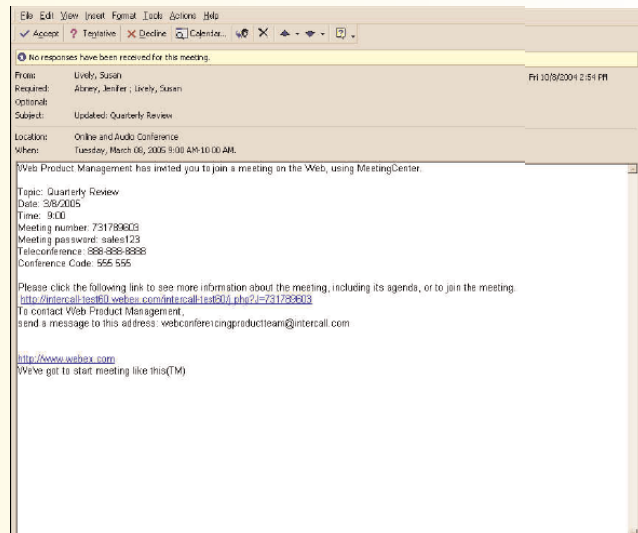 File Edit View Insert Format Tools Actions Help
Accept ? Tentative Decline Calendar...
No responses have been received for this meeting.
From: Lively, Susan Fri 10/8/2004 2:54 PM
Required: Abney, Jenifer ; Lively, Susan
Optional:
Subject: Updated: Quarterly Review
Location: Online and Audio Conference
When: Tuesday, March 08, 2005 9:00 AM-10:00 AM.
Web Product Management has invited you to join a meeting on the Web, using MeetingCenter.
Topic: Quarterly Review
Date: 3/8/2005
Time: 9:00
Meeting number: 731789603
Meeting password: sales123
Teleconference: 888-888-8888
Conference Code: 555 555
Please click the following link to see more information about the meeting, including its agenda, or to join the meeting.
http://intercall-test60.webex.com/intercall-test60/j.php?J=731789603
To contact Web Product Management,
send a message to this address: webconferencingproductteam@intercall.com
http://www.webex.com
We've got to start meeting like this(TM)